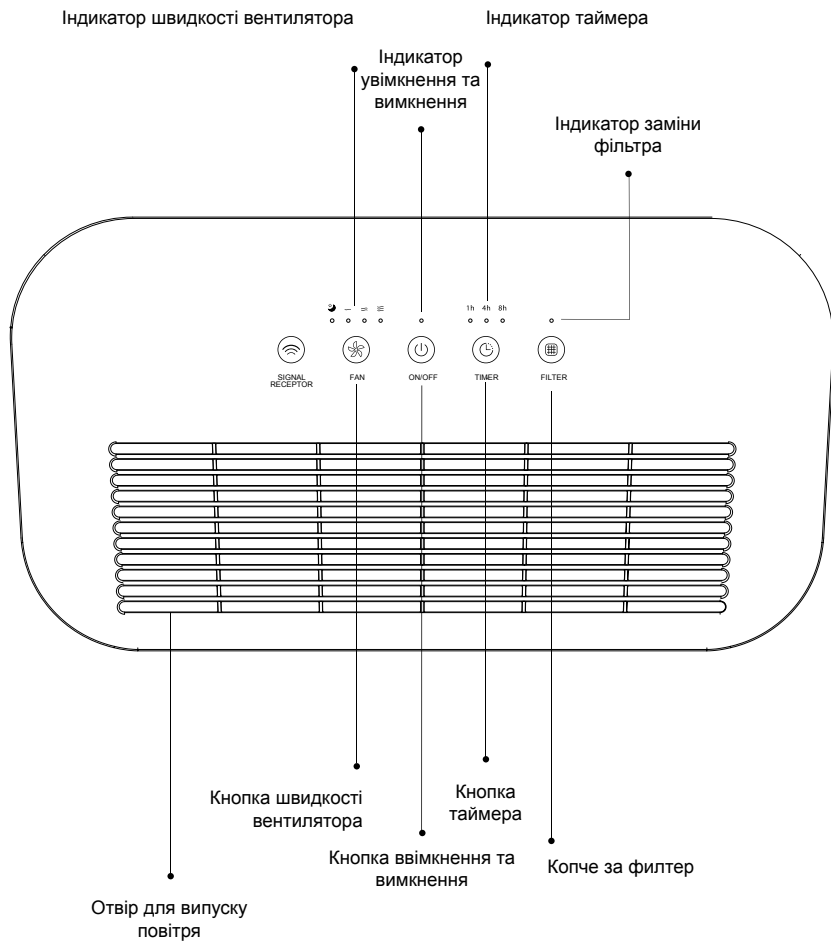 Індикатор швидкості вентилятора
Індикатор таймера
Індикатор
увімкнення та
вимкнення
Індикатор заміни
фільтра
1h 4h 8h
SIGNAL
RECEPTOR
FAN
ON/OFF
TIMER
FILTER
Кнопка швидкості
вентилятора
Кнопка
таймера
Кнопка ввімкнення та
вимкнення
Копче за филтер
Отвір для випуску
повітря